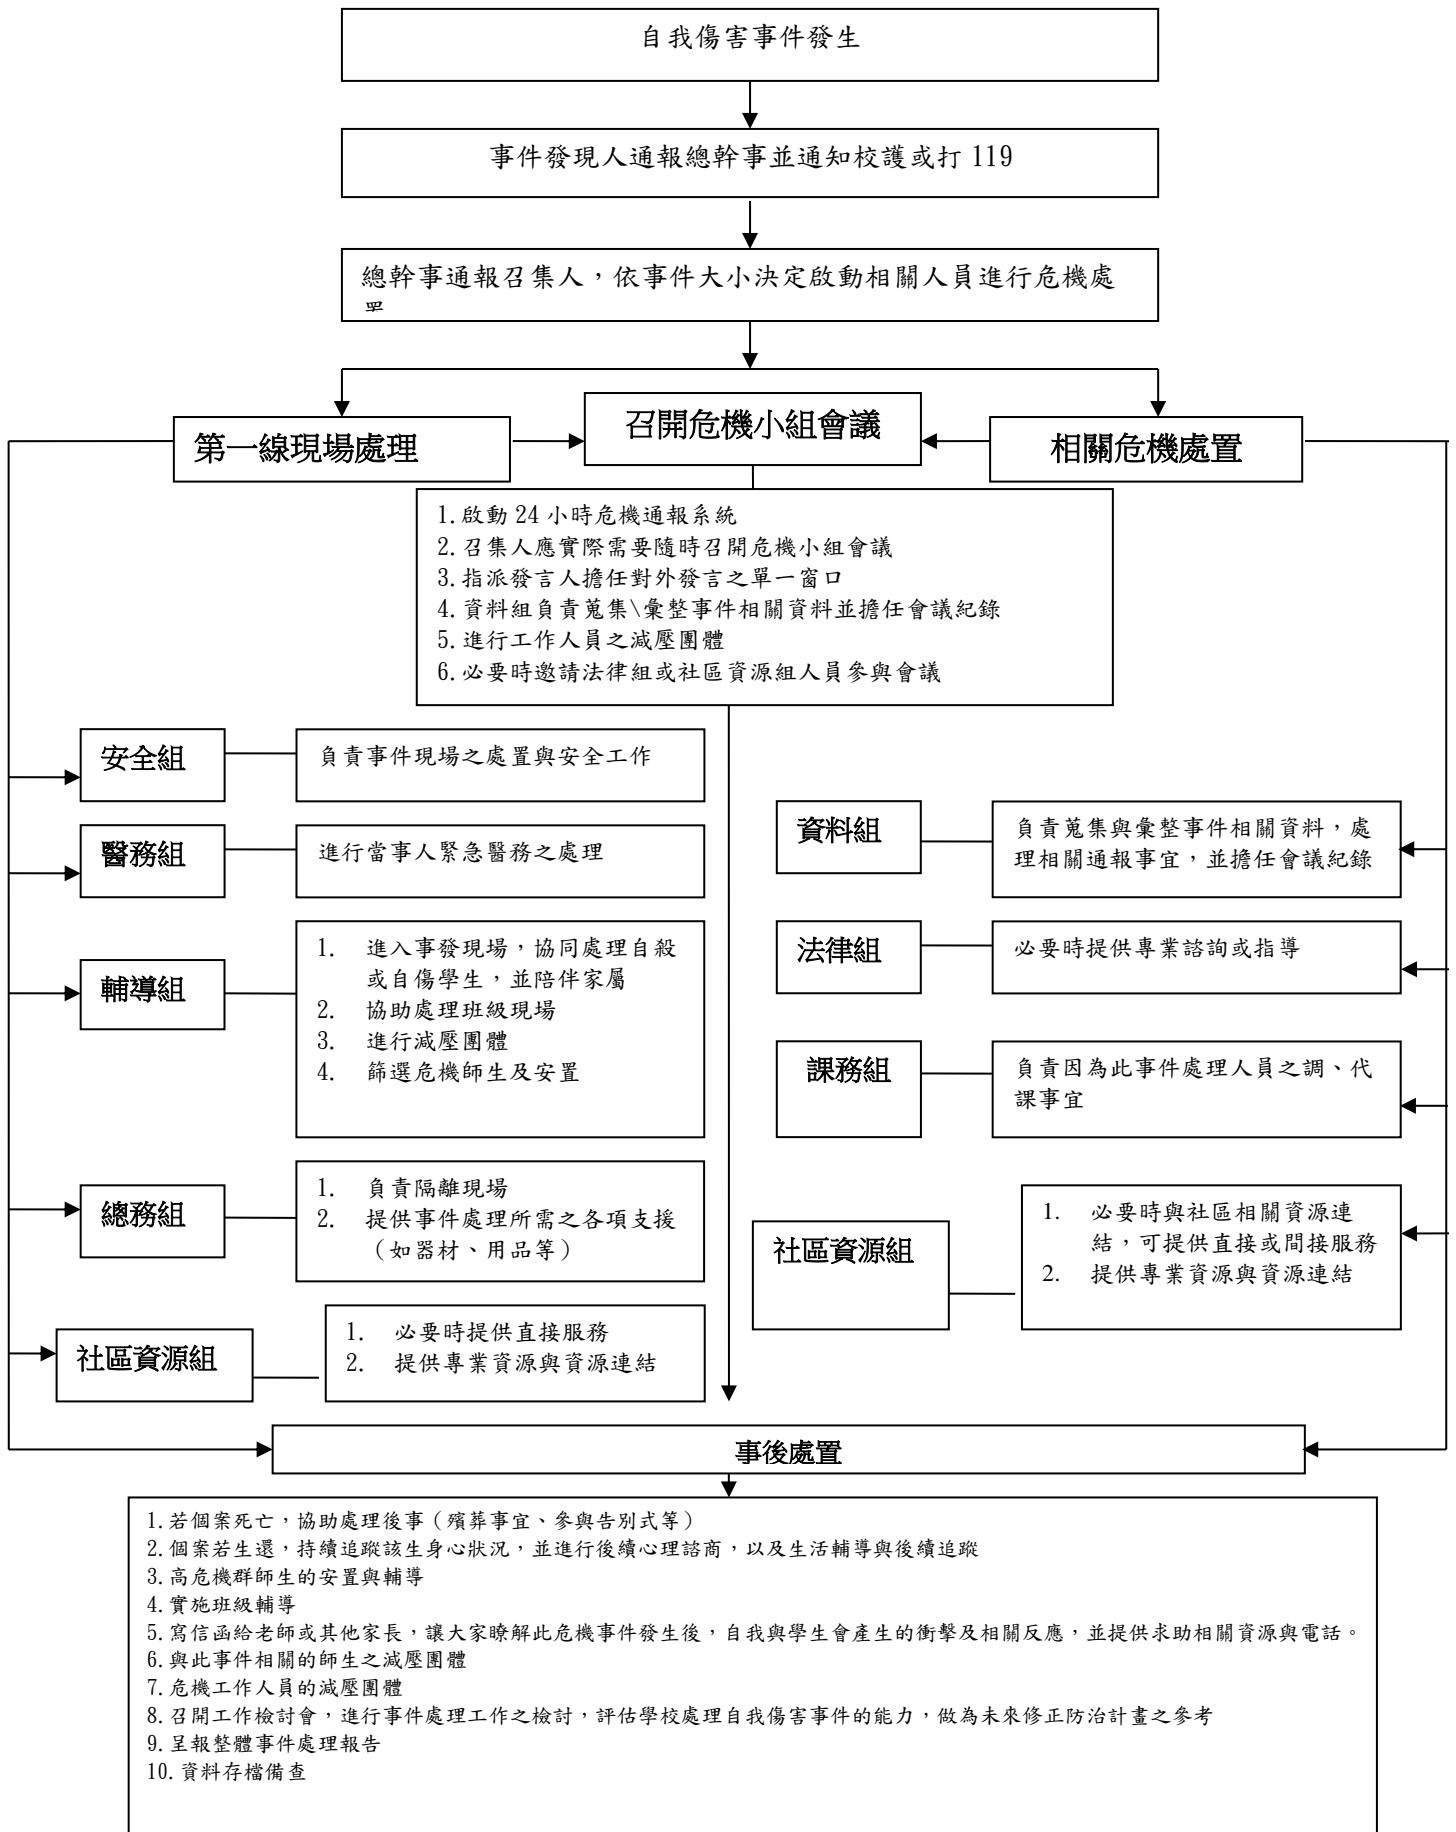 自我傷害事件發生
事件發現人通報總幹事並通知校護或打 119
總幹事通報召集人，依事件大小決定啟動相關人員進行危機處
第一線現場處理
召開危機小組會議
相關危機處置
1.啟動 24 小時危機通報系統
2.召集人應實際需要隨時召開危機小組會議
3.指派發言人擔任對外發言之單一窗口
4.資料組負責蒐集\彙整事件相關資料並擔任會議紀錄
5.進行工作人員之減壓團體
6.必要時邀請法律組或社區資源組人員參與會議
安全組
負責事件現場之處置與安全工作
醫務組
進行當事人緊急醫務之處理
輔導組
1. 進入事發現場，協同處理自殺
或自傷學生，並陪伴家屬
2. 協助處理班級現場
3. 進行減壓團體
4. 篩選危機師生及安置
總務組
1. 負責隔離現場
2. 提供事件處理所需之各項支援
（如器材、用品等）
社區資源組
1. 必要時提供直接服務
2. 提供專業資源與資源連結
資料組
負責蒐集與彙整事件相關資料，處
理相關通報事宜，並擔任會議紀錄
法律組
必要時提供專業諮詢或指導
課務組
負責因為此事件處理人員之調、代
課事宜
社區資源組
1. 必要時與社區相關資源連
結，可提供直接或間接服務
2. 提供專業資源與資源連結
事後處置
1.若個案死亡，協助處理後事（殯葬事宜、參與告別式等）
2.個案若生還，持續追蹤該生身心狀況，並進行後續心理諮商，以及生活輔導與後續追蹤
3.高危機群師生的安置與輔導
4.實施班級輔導
5.寫信函給老師或其他家長，讓大家瞭解此危機事件發生後，自我與學生會產生的衝擊及相關反應，並提供求助相關資源與電話。
6.與此事件相關的師生之減壓團體
7.危機工作人員的減壓團體
8.召開工作檢討會，進行事件處理工作之檢討，評估學校處理自我傷害事件的能力，做為未來修正防治計畫之參考
9.呈報整體事件處理報告
10.資料存檔備查